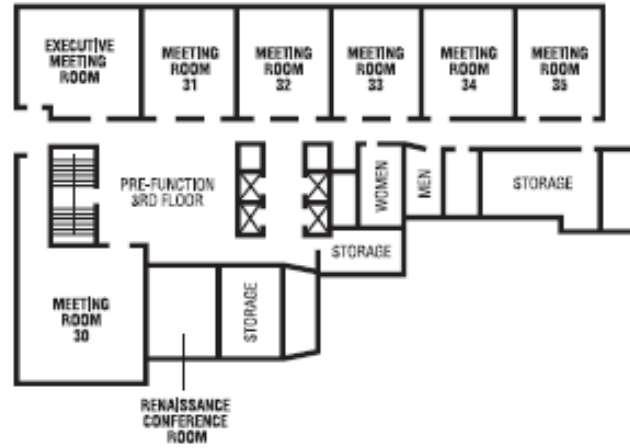 EXECUTIVE
MEETING
ROOM
MEETING
ROOM
31
MEETING
ROOM
32
MEETING
ROOM
33
MEETING
ROOM
34
MEETING
ROOM
35
PRE-FUNCTION
3RD FLOOR
WOMEN
MEN
STORAGE
STORAGE
MEETING
ROOM
30
STORAGE
RENAISSANCE
CONFERENCE
ROOM